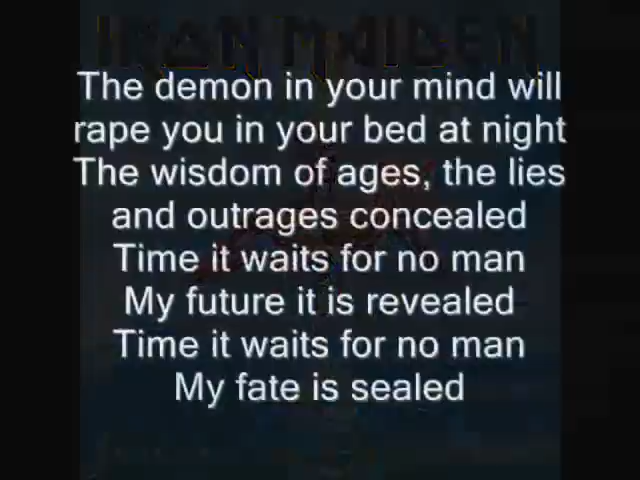 IRON MAIDEN
The demon in your mind will
rape you in your bed at night
The wisdom of ages, the lies
and outrages concealed
Time it waits for no man
My future it is revealed
Time it waits for no man
My fate is sealed